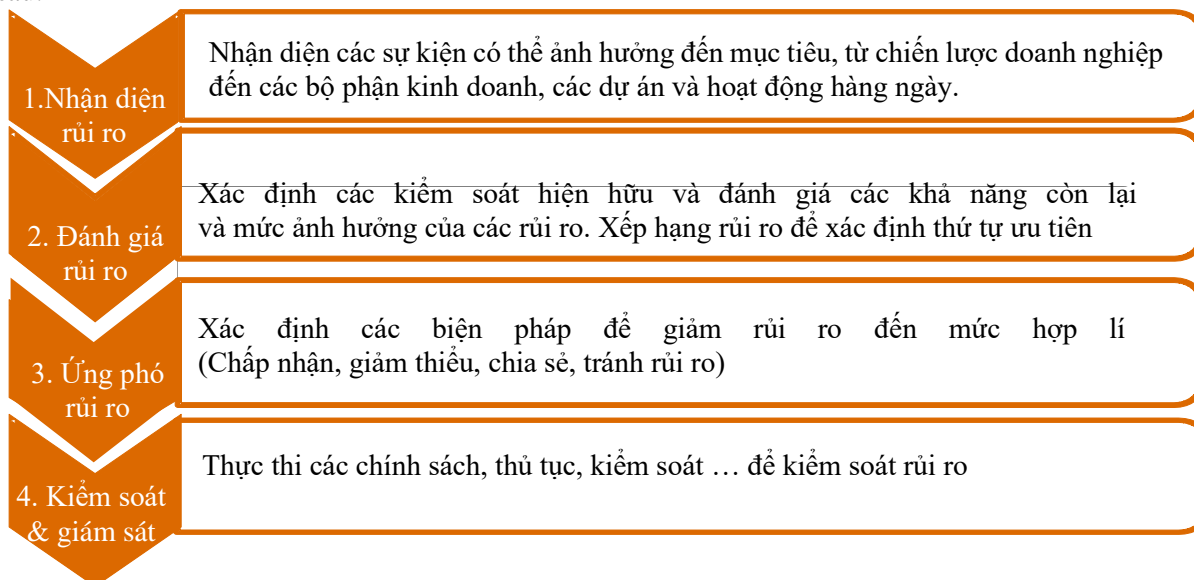 1.Nhận diện
rủi ro
Nhận diện các sự kiện có thể ảnh hưởng đến mục tiêu, từ chiến lược doanh nghiệp
đến các bộ phận kinh doanh, các dự án và hoạt động hàng ngày.
2. Đánh giá
rủi ro
Xác định các kiểm soát hiện hữu và đánh giá các khả năng còn lại
và mức ảnh hưởng của các rủi ro. Xếp hạng rủi ro để xác định thứ tự ưu tiên
3. Ứng phó
rủi ro
Xác định các biện pháp để giảm rủi ro đến mức hợp lí
(Chấp nhận, giảm thiểu, chia sẻ, tránh rủi ro)
4. Kiểm soát
& giám sát
Thực thi các chính sách, thủ tục, kiểm soát … để kiểm soát rủi ro